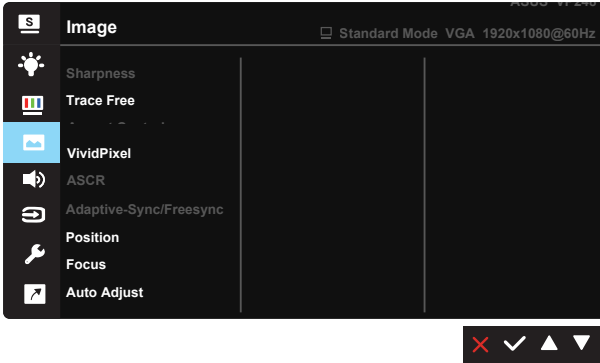 S
Image
Standard Mode VGA 1920x1080@60Hz
Sharpness
Trace Free
VividPixel
ASCR
Adaptive-Sync/Freesync
Position
Focus
Auto Adjust